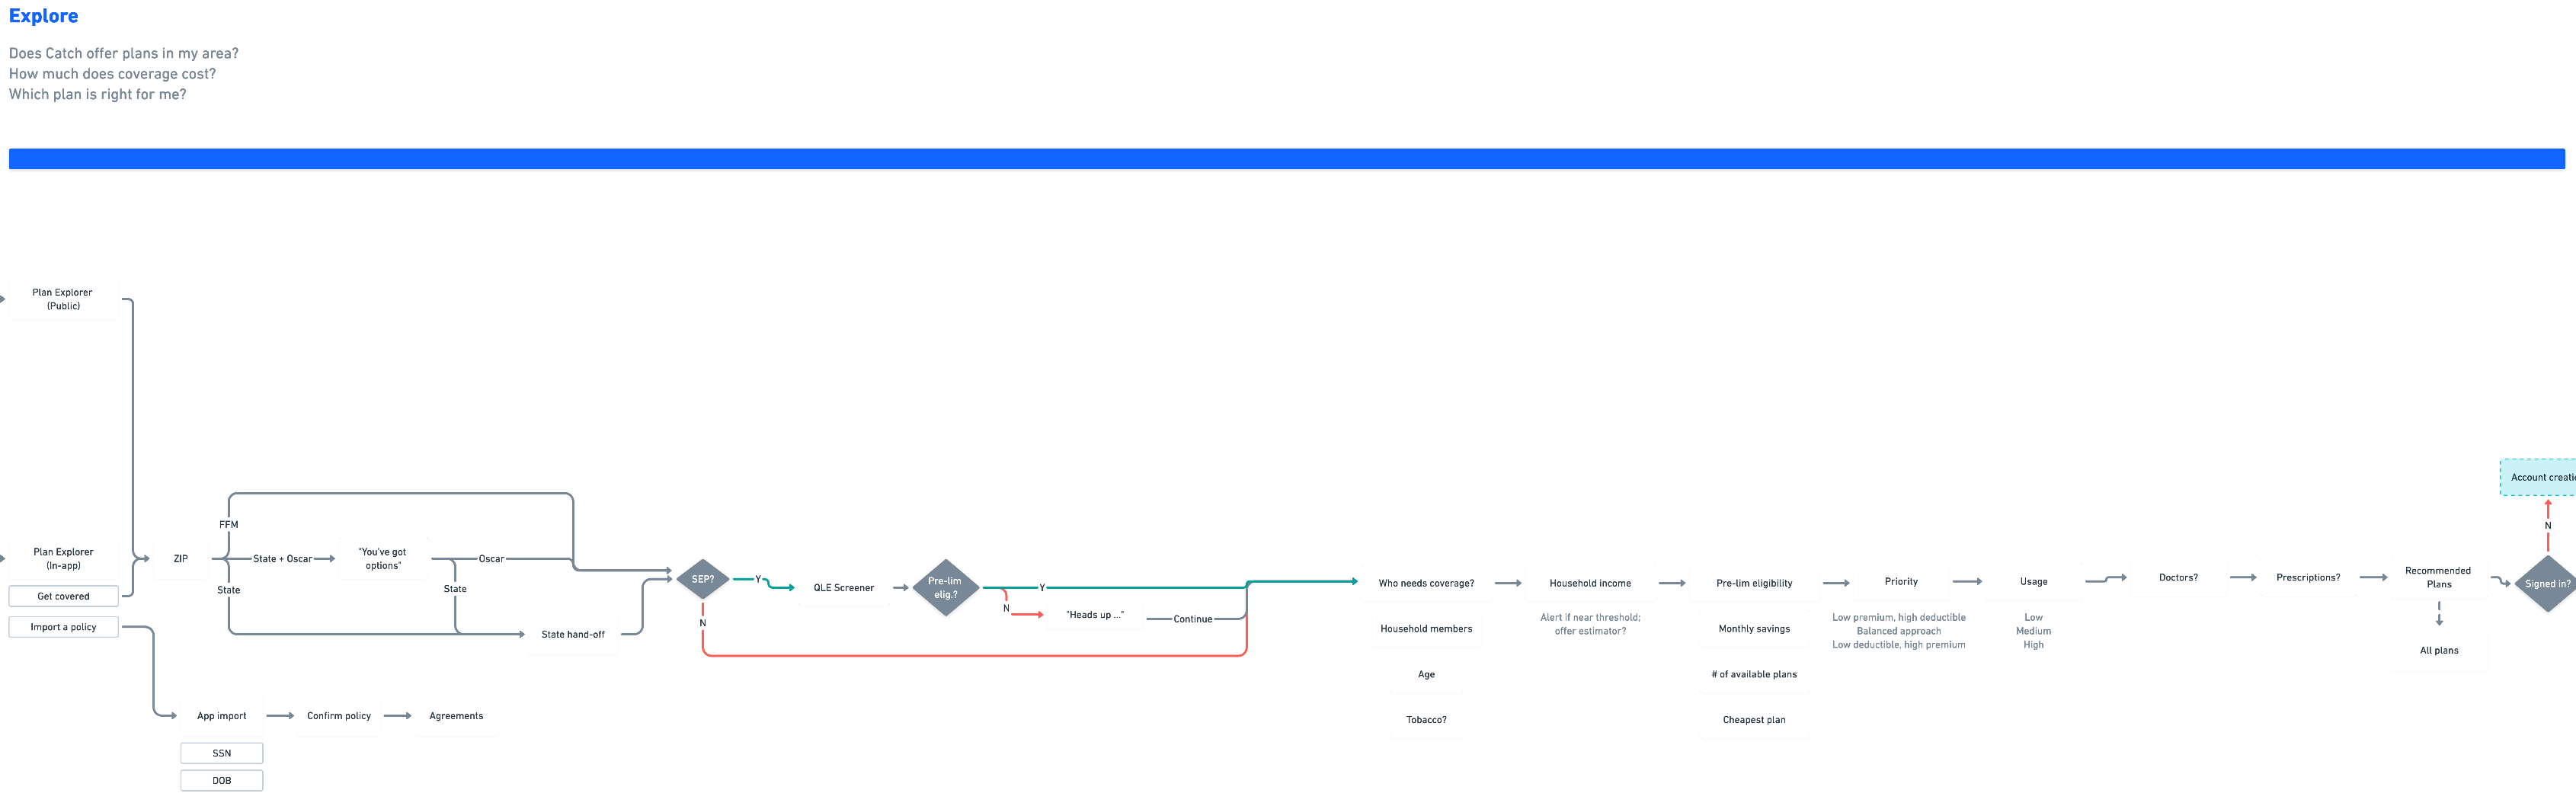 Explore
Does Catch offer plans in my area?
How much does coverage cost?
Which plan is right for me?
Plan Explorer
(Public)
Plan Explorer
(In-app)
Get covered
Import a policy
ZIP
FFM
State + Oscar
State
"You've got
options"
Oscar
State
State hand-off
App import
SSN
DOB
Confirm policy
Agreements
SEP?
Y
N
QLE Screener
Pre-lim
elig.?
Y
N
"Heads up ..."
Continue
Who needs coverage?
Household members
Age
Tobacco?
Household income
Alert if near threshold;
offer estimator?
Pre-lim eligibility
Monthly savings
# of available plans
Cheapest plan
Priority
Low premium, high deductible
Balanced approach
Low deductible, high premium
Usage
Low
Medium
High
Doctors?
Prescriptions?
Recommended
Plans
All plans
Signed in?
N
Account creati